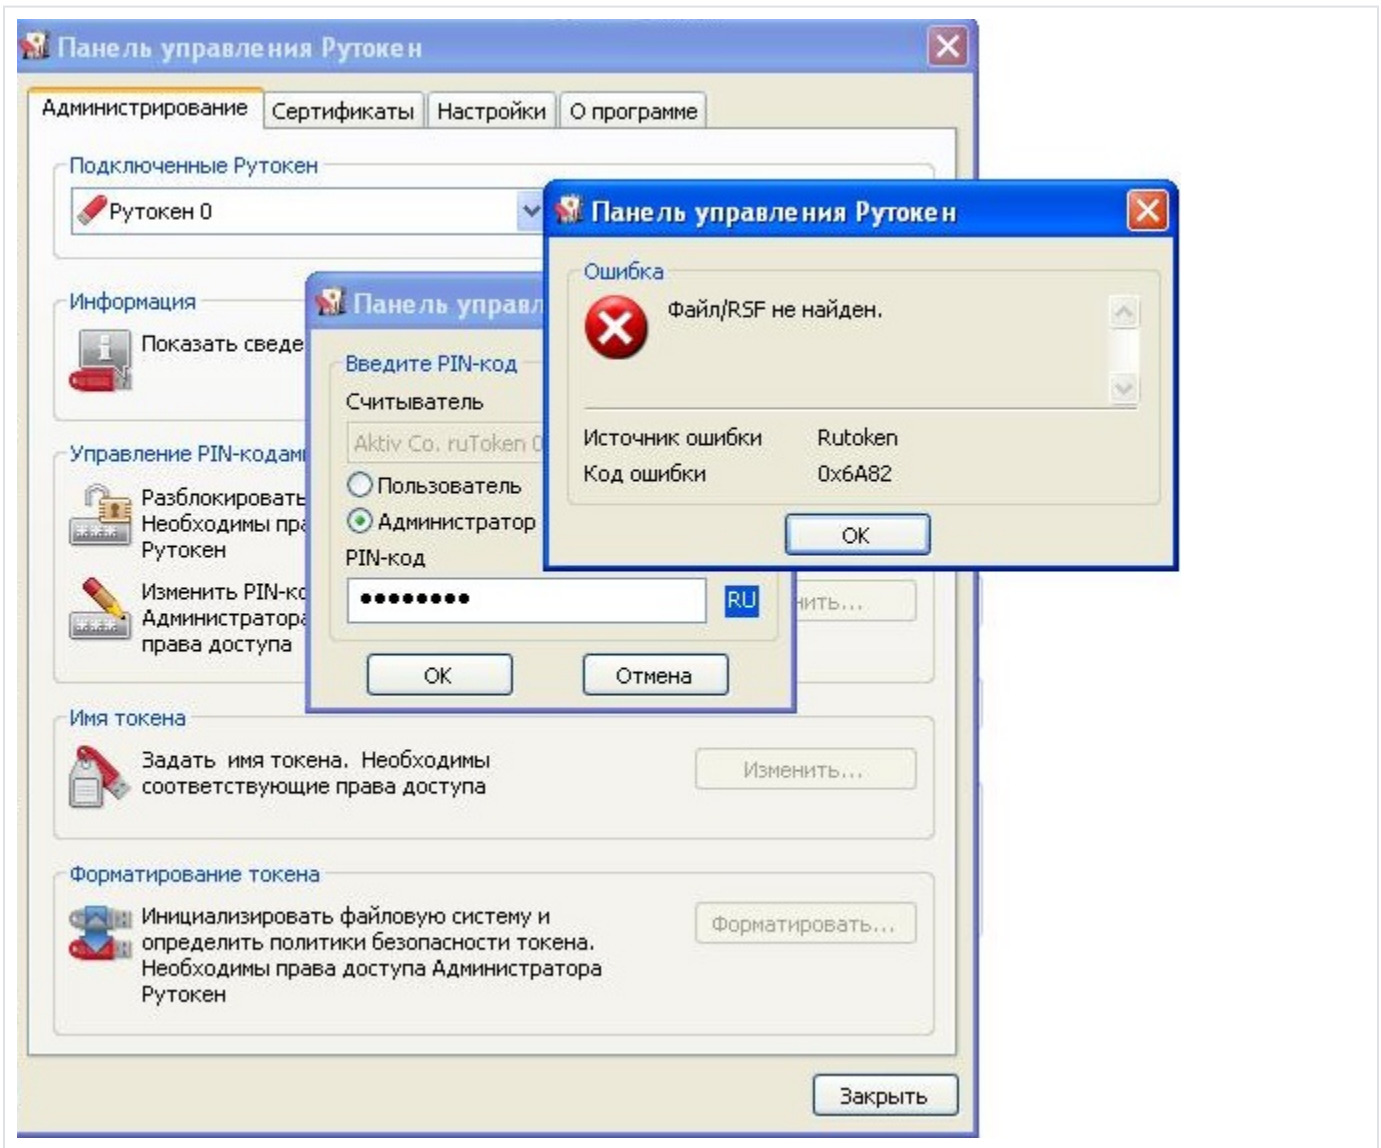 Панель управления Рутокен
Администрирование
Сертификаты
Настройки
О программе
Подключенные Рутокен
Рутокен 0
Панель управления Рутокен
Ошибка
Файл/RSF не найден.
Источник ошибки Rutoken
Код ошибки 0x6A82
OK
Информация
Показать сведе
Панель управл
Введите PIN-код
Считыватель
Aktiv Co. ruToken 0
Пользователь
Администратор
PIN-код
RU
OK
Отмена
Управление PIN-кодами
Разблокировать
Необходимы пра
Рутокен
Изменить PIN-ко
Администратора
права доступа
нить...
Имя токена
Задать имя токена. Необходимы
соответствующие права доступа
Изменить...
Форматирование токена
Инициализировать файловую систему и
определить политики безопасности токена.
Необходимы права доступа Администратора
Рутокен
Форматировать...
Закрыть